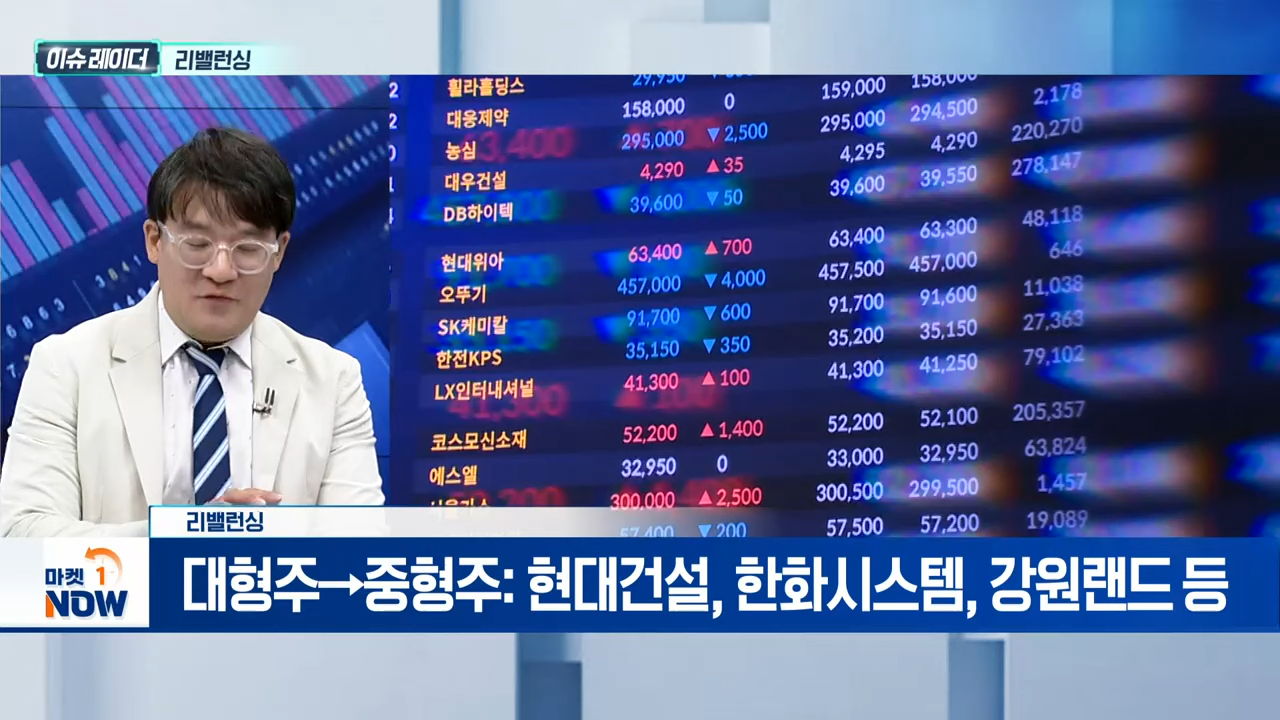 이슈 레이더 리밸런싱
2 휠라홀딩스 29,950 159,000 158,000 2,178
2 대웅제약 158,000 0 295,000 294,500 220,270
농심 295,000 ▼2,500 4,295 4,290 278,147
대우건설 4,290 ▲35 39,600 39,550
DB하이텍 39,600 ▼50 48,118
현대위아 63,400 ▲700 63,400 63,300 646
오뚜기 457,000 ▼4,000 457,500 457,000 11,038
SK케미칼 91,700 ▼600 91,700 91,600 27,363
한전KPS 35,150 ▼350 35,200 35,150 79,102
LX인터내셔널 41,300 ▲100 41,300 41,250
코스모신소재 52,200 ▲1,400 52,200 52,100 205,357
에스엘 32,950 0 33,000 32,950 63,824
300,000 ▲2,500 300,500 299,500 1,457
57,400 ▼200 57,500 57,200 19,089
리밸런싱
마켓 1
NOW
대형주→중형주: 현대건설, 한화시스템, 강원랜드 등